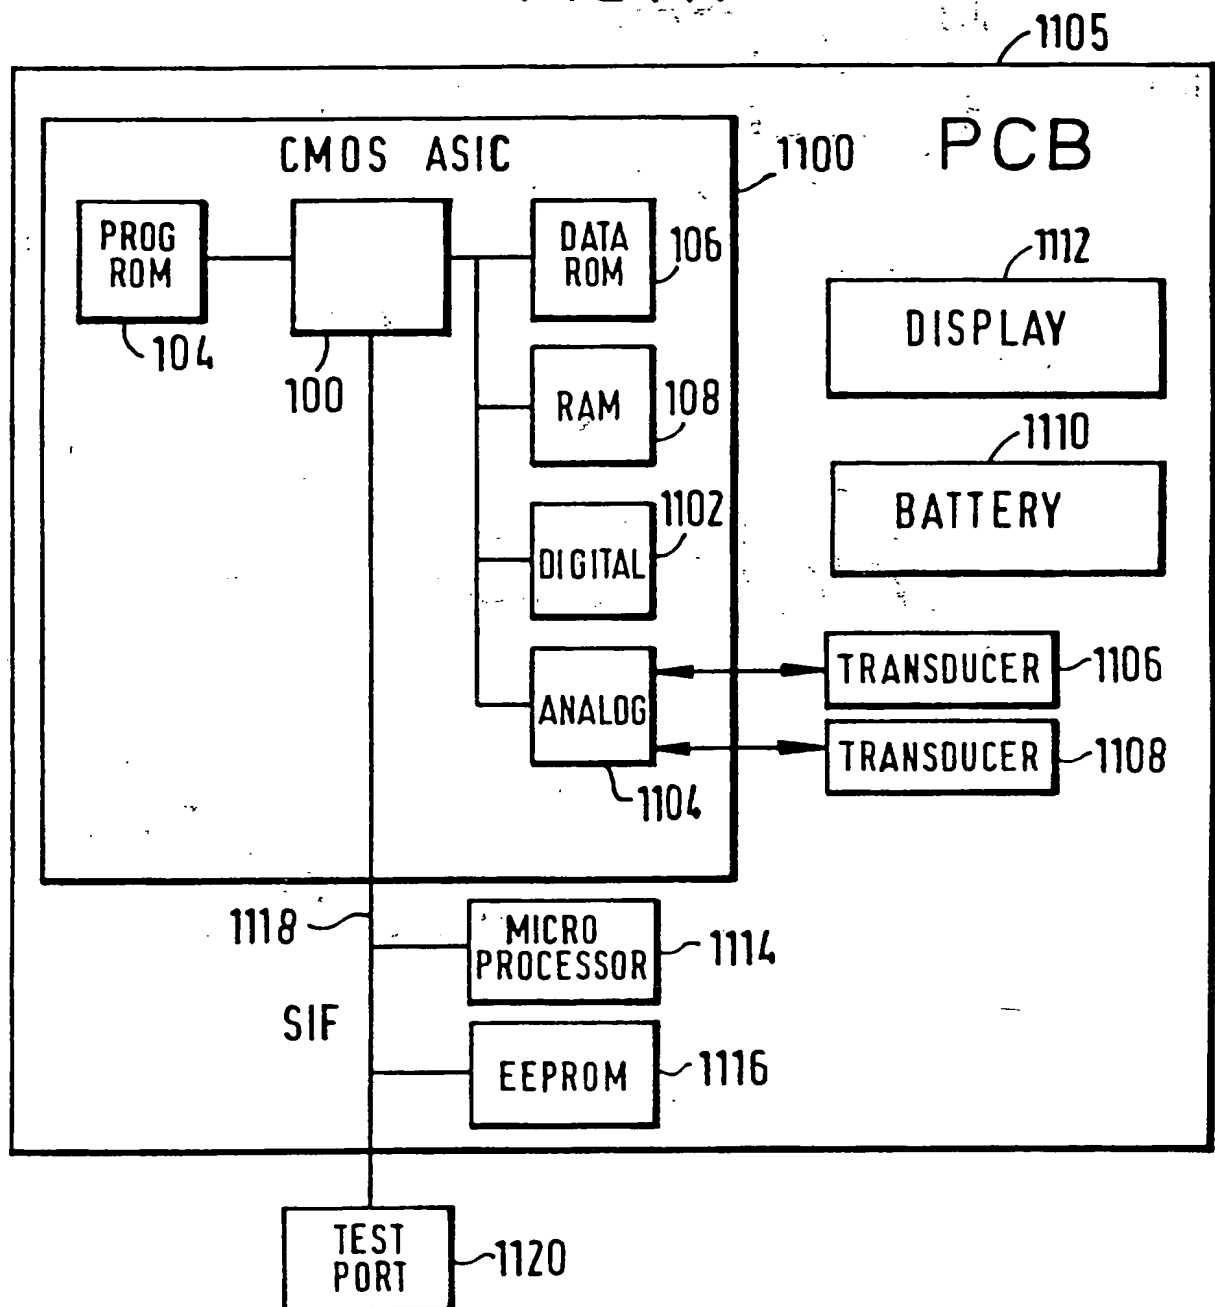 1105
PCB
CMOS ASIC
1100
PROG
ROM
104
100
DATA
ROM
106
RAM
108
1102
DIGITAL
ANALOG
1104
1112
DISPLAY
1110
BATTERY
TRANSDUCER
1106
TRANSDUCER
1108
1118
MICRO
PROCESSOR
1114
SIF
EEPROM
1116
TEST
PORT
1120